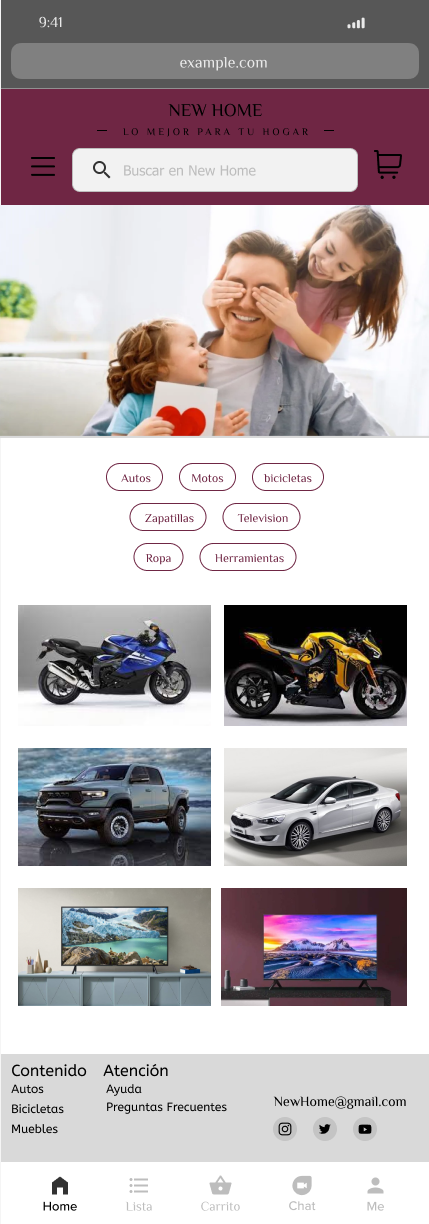 9:41
example.com
NEW HOME
LO MEJOR PARA TU HOGAR
Buscar en New Home
Autos Motos bicicletas
Zapatillas Television
Ropa Herramientas
Contenido Atención
Autos Ayuda
Bicicletas Preguntas Frecuentes
Muebles
NewHome@gmail.com
Home Lista Carrito Chat Me